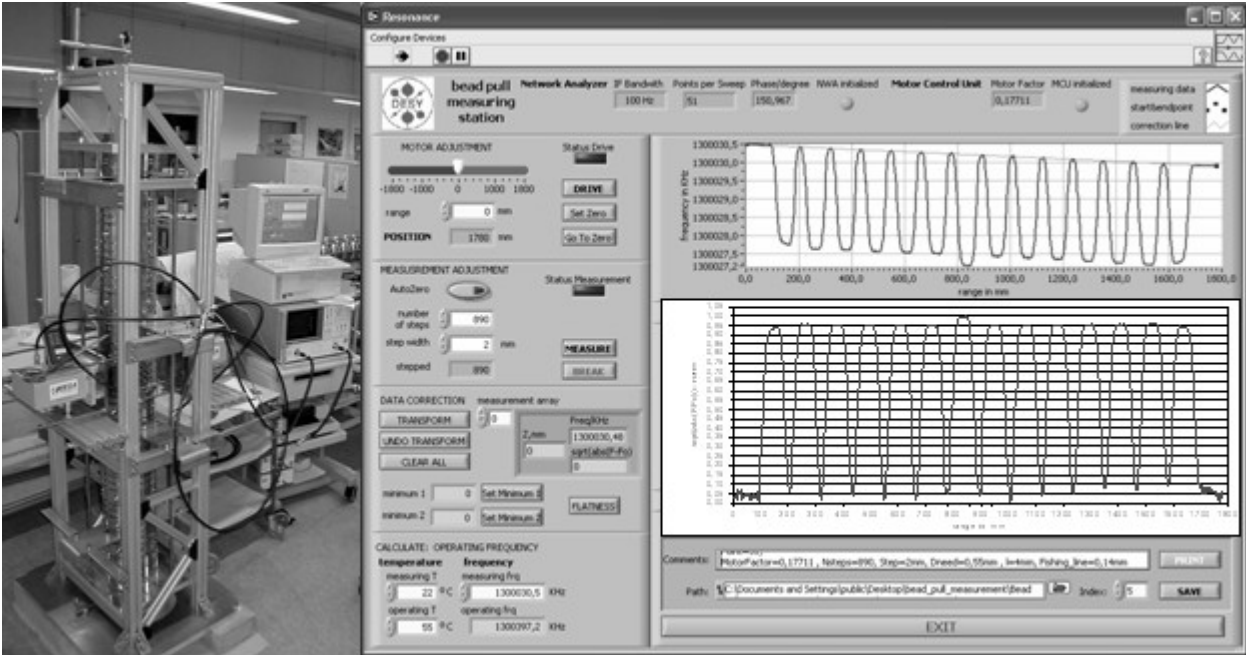 Resonance
Configure Devices
DESY
bead pull
measuring
station
Network Analyzer
IF Bandwith
100 Hz
Points per Sweep
51
Phase/degree
150,967
NWA initialized
Motor Control Unit
Motor Factor
0,17711
MCU initialized
measuring data
start&endpoint
correction line
MOTOR ADJUSTMENT
Status Drive
-1800 -1000 0 1000 1800
DRIVE
range 0 mm
Set Zero
POSITION 1780 mm
Go To Zero
MEASUREMENT ADJUSTMENT
AutoZero
Status Measurement
number
of steps
890
step width 2 mm
MEASURE
stepped 890
BREAK
DATA CORRECTION
measurement array
TRANSFORM
0
UNDO TRANSFORM
CLEAR ALL
Z/mm
0
Freq/KHz
1300030,48
sqrt(abs(F-Fo)
0
minimum 1 0 Set Minimum 1
minimum 2 0 Set Minimum 2
FLATNESS
CALCULATE: OPERATING FREQUENCY
temperature frequency
measuring T measuring frq
22 °C 1300030,5 KHz
operating T operating frq
55 °C 1300397,2 KHz
frequency in KHz
1300030,5
1300030,0
1300029,5
1300029,0
1300028,5
1300028,0
1300027,5
1300027,2
0,0 200,0 400,0 600,0 800,0 1000,0 1200,0 1400,0 1600,0 1800,0
range in mm
Comments:
MotorFactor=0,17711 , Nsteps=890, Step=2mm, Dneed=0,55mm , l=4mm, Fishing_line=0,14mm
PRINT
Path: C:\Documents and Settings\public\Desktop\bead_pull_measurement\Bead
Index: 5
SAVE
EXIT